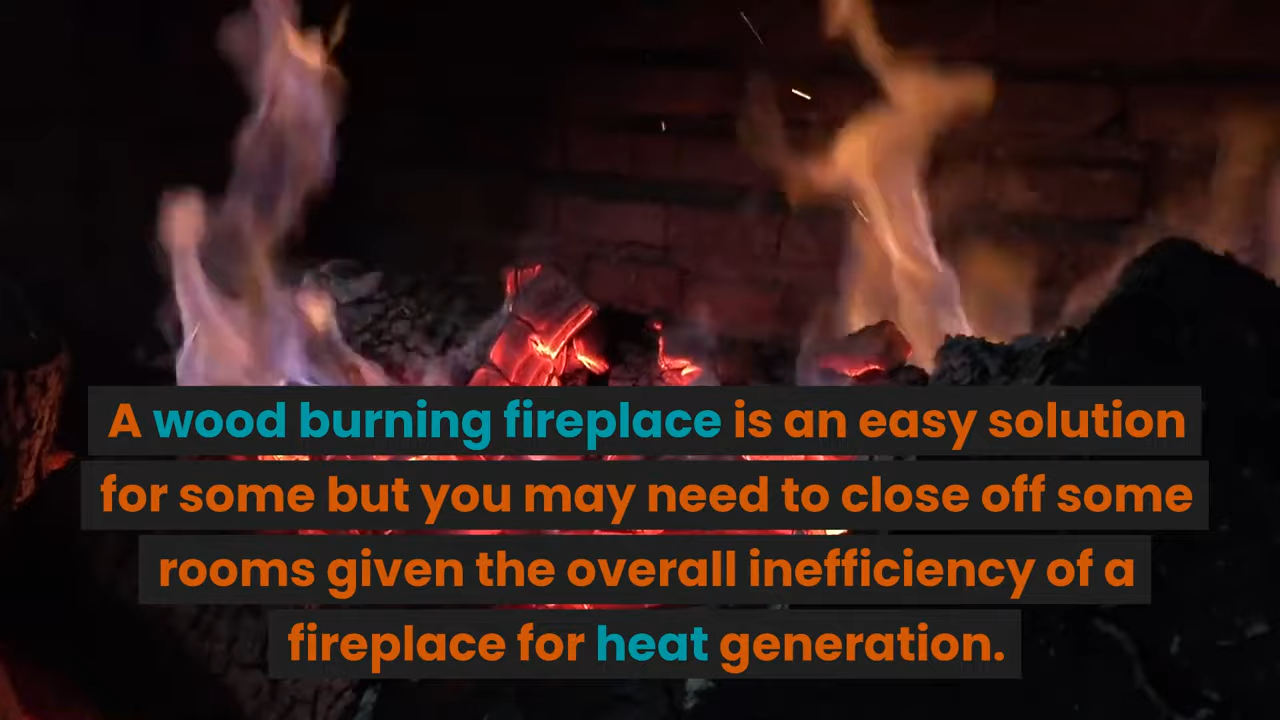 A wood burning fireplace is an easy solution
for some but you may need to close off some
rooms given the overall inefficiency of a
fireplace for heat generation.